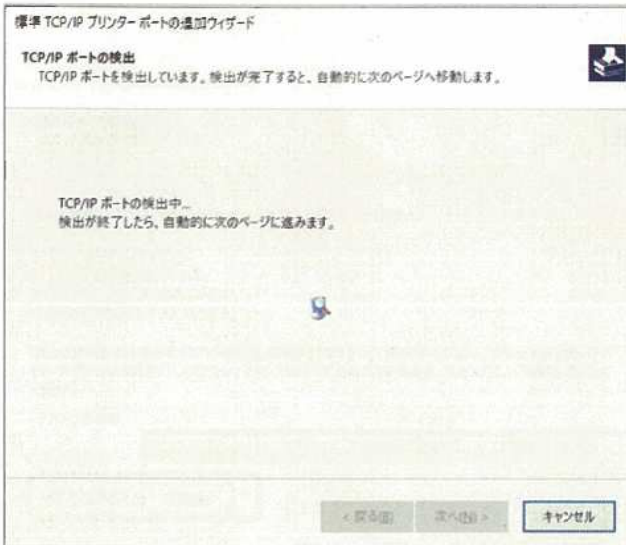 標準 TCP/IP プリンター ポートの追加ウィザード
TCP/IP ポートの検出
TCP/IP ポートを検出しています。検出が完了すると、自動的に次のページへ移動します。
TCP/IP ポートの検出中...
検出が終了したら、自動的に次のページに進みます。
< 戻る(B) 次へ(N) > キャンセル